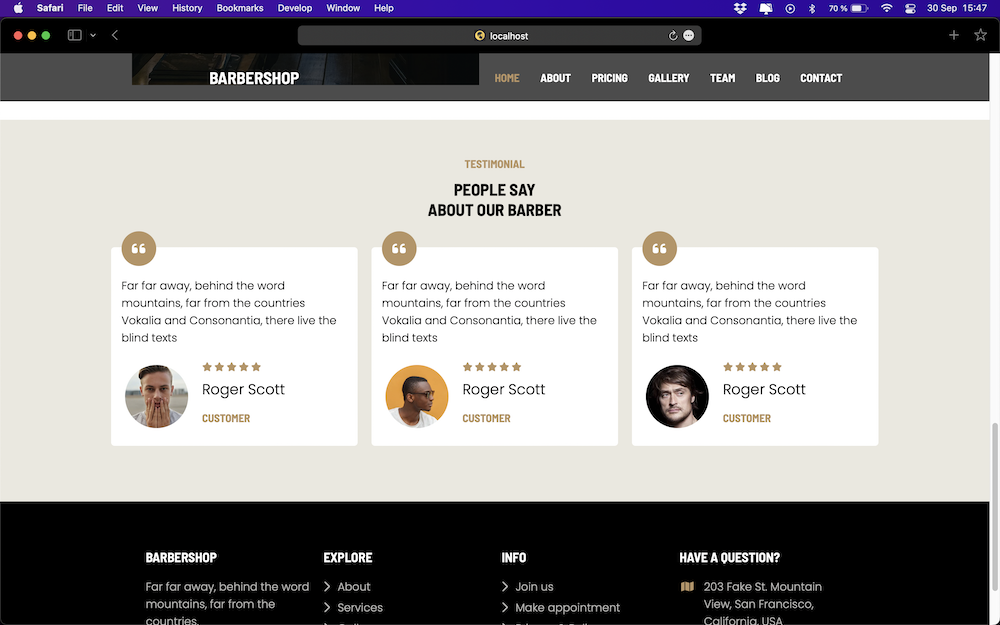 Safari File Edit View History Bookmarks Develop Window Help 70 % 30 Sep 15:47
localhost
BARBERSHOP HOME ABOUT PRICING GALLERY TEAM BLOG CONTACT
TESTIMONIAL
PEOPLE SAY
ABOUT OUR BARBER
Far far away, behind the word
mountains, far from the countries
Vokalia and Consonantia, there live the
blind texts
Roger Scott
CUSTOMER
Far far away, behind the word
mountains, far from the countries
Vokalia and Consonantia, there live the
blind texts
Roger Scott
CUSTOMER
Far far away, behind the word
mountains, far from the countries
Vokalia and Consonantia, there live the
blind texts
Roger Scott
CUSTOMER
BARBERSHOP
Far far away, behind the word
mountains, far from the
countries.
EXPLORE
About
Services
INFO
Join us
Make appointment
HAVE A QUESTION?
203 Fake St. Mountain
View, San Francisco,
California, USA